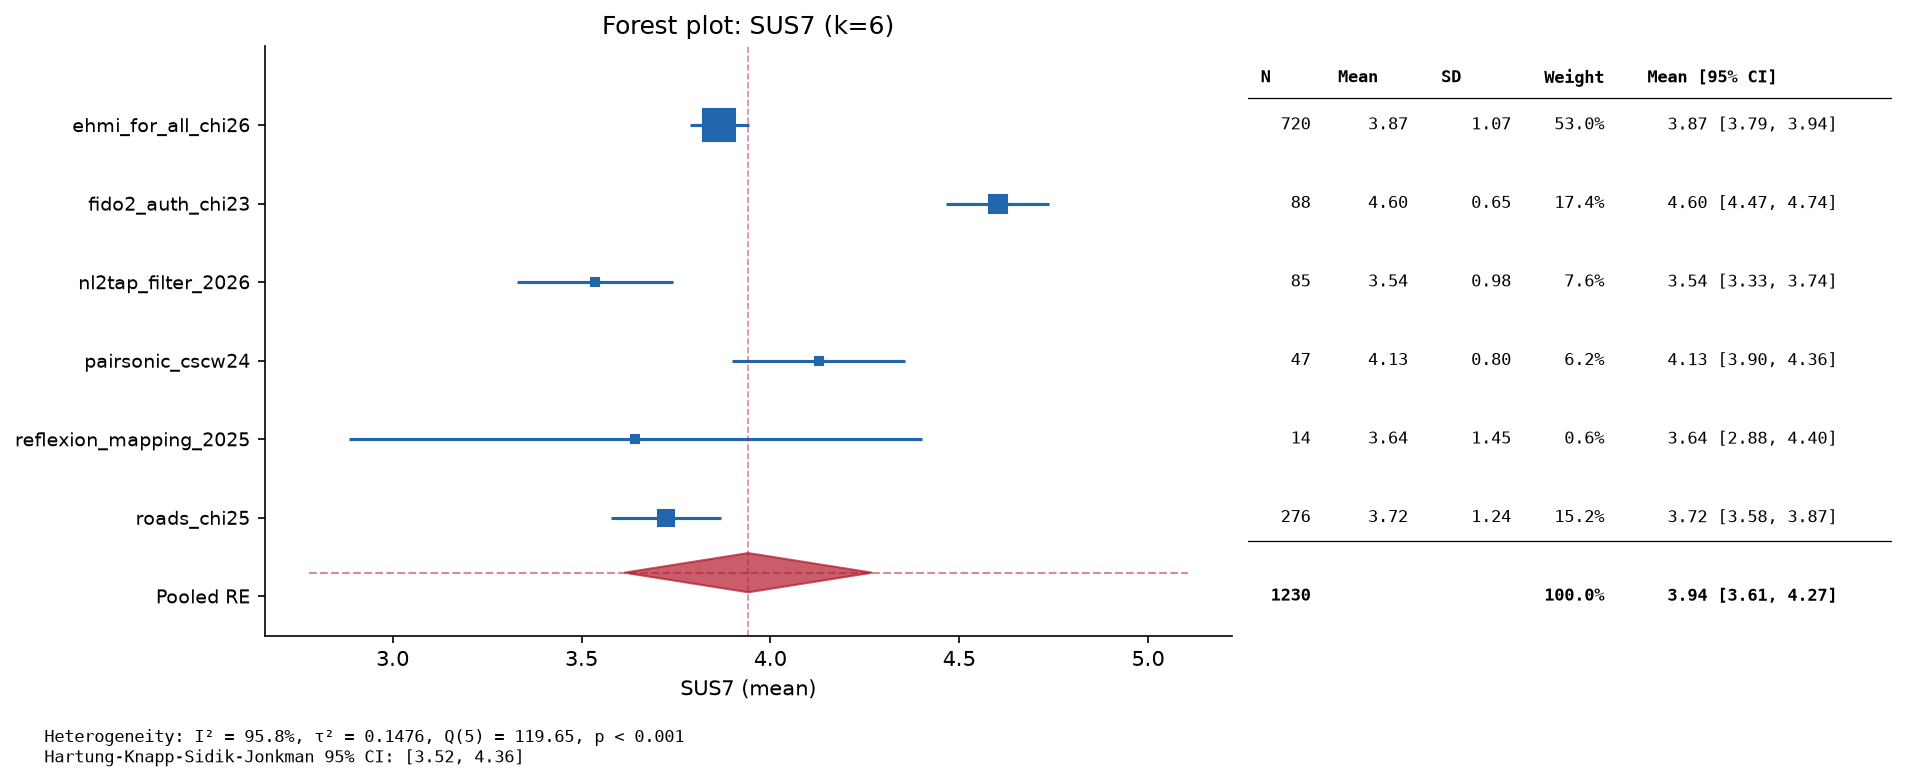 Forest plot: SUS7 (k=6)
N Mean SD Weight Mean [95% CI]
ehmi_for_all_chi26 720 3.87 1.07 53.0% 3.87 [3.79, 3.94]
fido2_auth_chi23 88 4.60 0.65 17.4% 4.60 [4.47, 4.74]
nl2tap_filter_2026 85 3.54 0.98 7.6% 3.54 [3.33, 3.74]
pairsonic_cscw24 47 4.13 0.80 6.2% 4.13 [3.90, 4.36]
reflexion_mapping_2025 14 3.64 1.45 0.6% 3.64 [2.88, 4.40]
roads_chi25 276 3.72 1.24 15.2% 3.72 [3.58, 3.87]
Pooled RE 1230 100.0% 3.94 [3.61, 4.27]
3.0 3.5 4.0 4.5 5.0
SUS7 (mean)
Heterogeneity: I² = 95.8%, τ² = 0.1476, Q(5) = 119.65, p < 0.001
Hartung-Knapp-Sidik-Jonkman 95% CI: [3.52, 4.36]